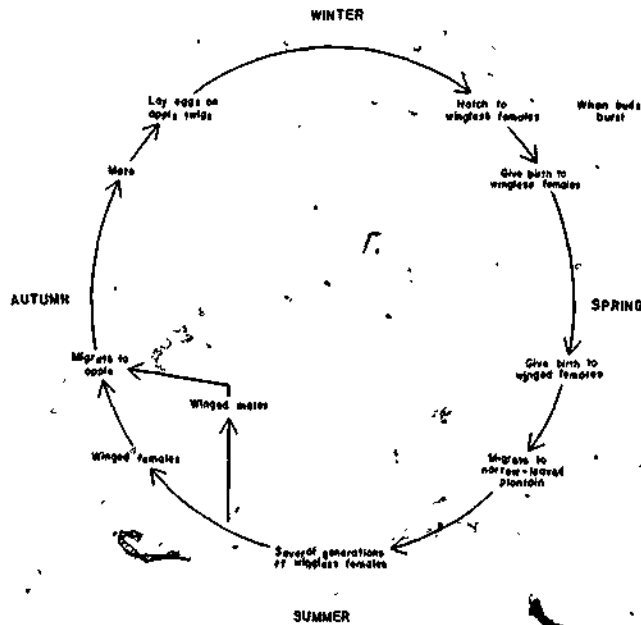 WINTER
Lay eggs on
apple twigs
Hatch to
wingless females
When buds
burst
Give birth to
wingless females
Mate
AUTUMN
SPRING
Migrate to
apple
Give birth to
winged females
Winged males
Winged females
Migrate to
narrow-leaved
plantain
Several generations
of wingless females
SUMMER